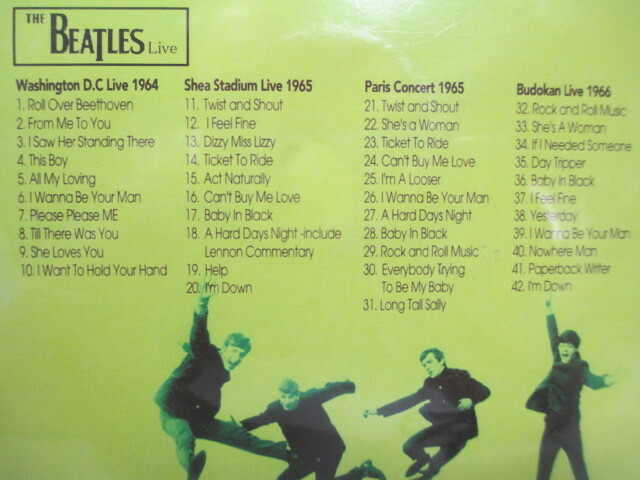 THE
BEATLES Live
Washington D.C Live 1964
1. Roll Over Beethoven
2. From Me To You
3. I Saw Her Standing There
4. This Boy
5. All My Loving
6. I Wanna Be Your Man
7. Please Please ME
8. Till There Was You
9. She Loves You
10. I Want To Hold Your Hand
Shea Stadium Live 1965
11. Twist and Shout
12. I Feel Fine
13. Dizzy Miss Lizzy
14. Ticket To Ride
15. Act Naturally
16. Can't Buy Me Love
17. Baby In Black
18. A Hard Days Night -include
Lennon Commentary
19. Help
20. I'm Down
Paris Concert 1965
21. Twist and Shout
22. She's a Woman
23. Ticket To Ride
24. Can't Buy Me Love
25. I'm A Looser
26. I Wanna Be Your Man
27. A Hard Days Night
28. Baby In Black
29. Rock and Roll Music
30. Everybody Trying
To Be My Baby
31. Long Tall Sally
Budokan Live 1966
32. Rock and Roll Music
33. She's A Woman
34. If I Needed Someone
35. Day Tripper
36. Baby In Black
37. I Feel Fine
38. Yesterday
39. I Wanna Be Your Man
40. Nowhere Man
41. Paperback Writer
42. I'm Down